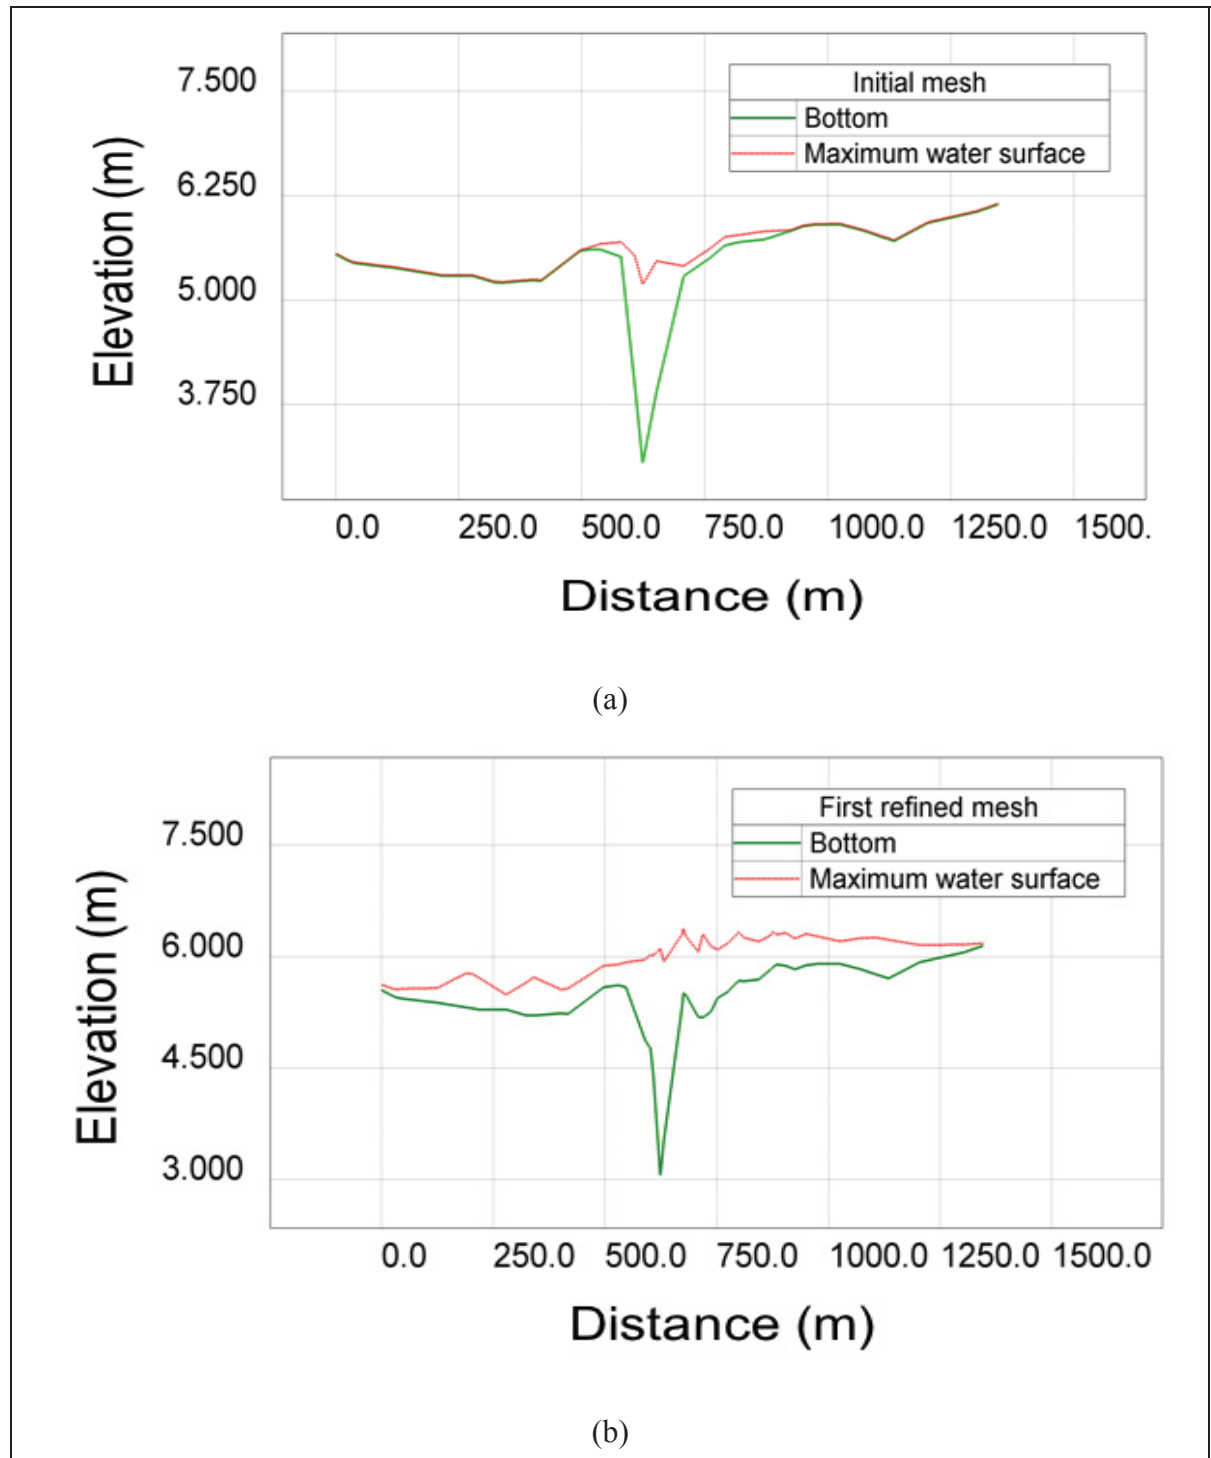 7.500
6.250
5.000
3.750
Elevation (m)
Initial mesh
Bottom
Maximum water surface
0.0 250.0 500.0 750.0 1000.0 1250.0 1500.
Distance (m)
(a)
7.500
6.000
4.500
3.000
Elevation (m)
First refined mesh
Bottom
Maximum water surface
0.0 250.0 500.0 750.0 1000.0 1250.0 1500.0
Distance (m)
(b)